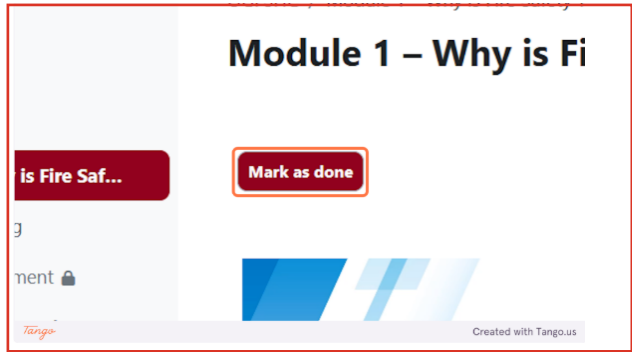 Module 1 – Why is Fi
Mark as done
is Fire Saf...
g
ment
Tango
Created with Tango.us